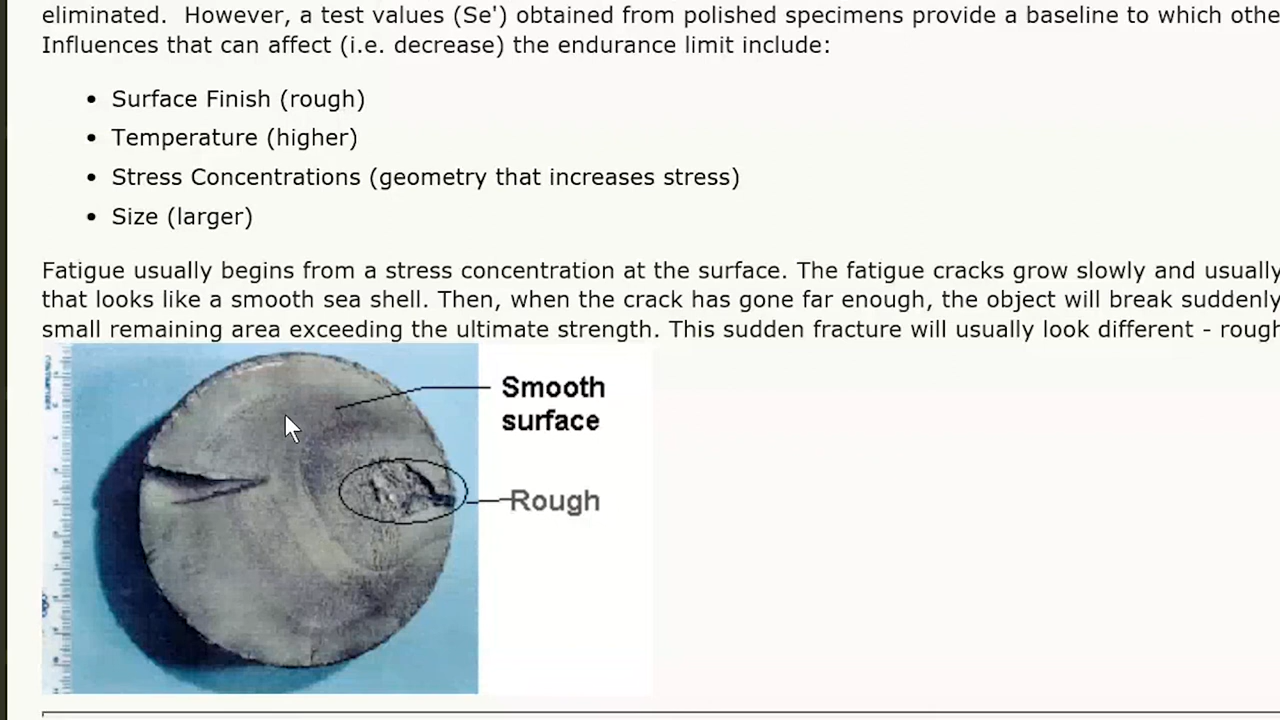 eliminated.  However, a test values (Se') obtained from polished specimens provide a baseline to which othe
Influences that can affect (i.e. decrease) the endurance limit include:
• Surface Finish (rough)
• Temperature (higher)
• Stress Concentrations (geometry that increases stress)
• Size (larger)
Fatigue usually begins from a stress concentration at the surface. The fatigue cracks grow slowly and usually
that looks like a smooth sea shell. Then, when the crack has gone far enough, the object will break suddenly
small remaining area exceeding the ultimate strength. This sudden fracture will usually look different - rough
Smooth
surface
Rough